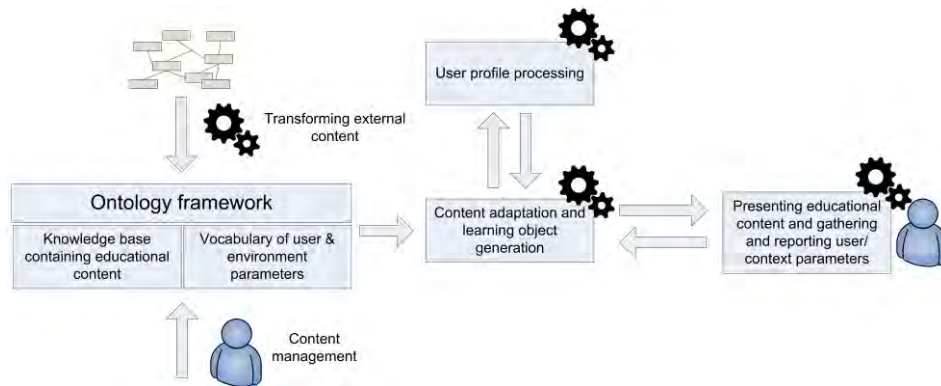 User profile processing
Transforming external
content
Ontology framework
Knowledge base
containing educational
content
Vocabulary of user &
environment
parameters
Content adaptation and
learning object
generation
Presenting educational
content and gathering
and reporting user/
context parameters
Content
management